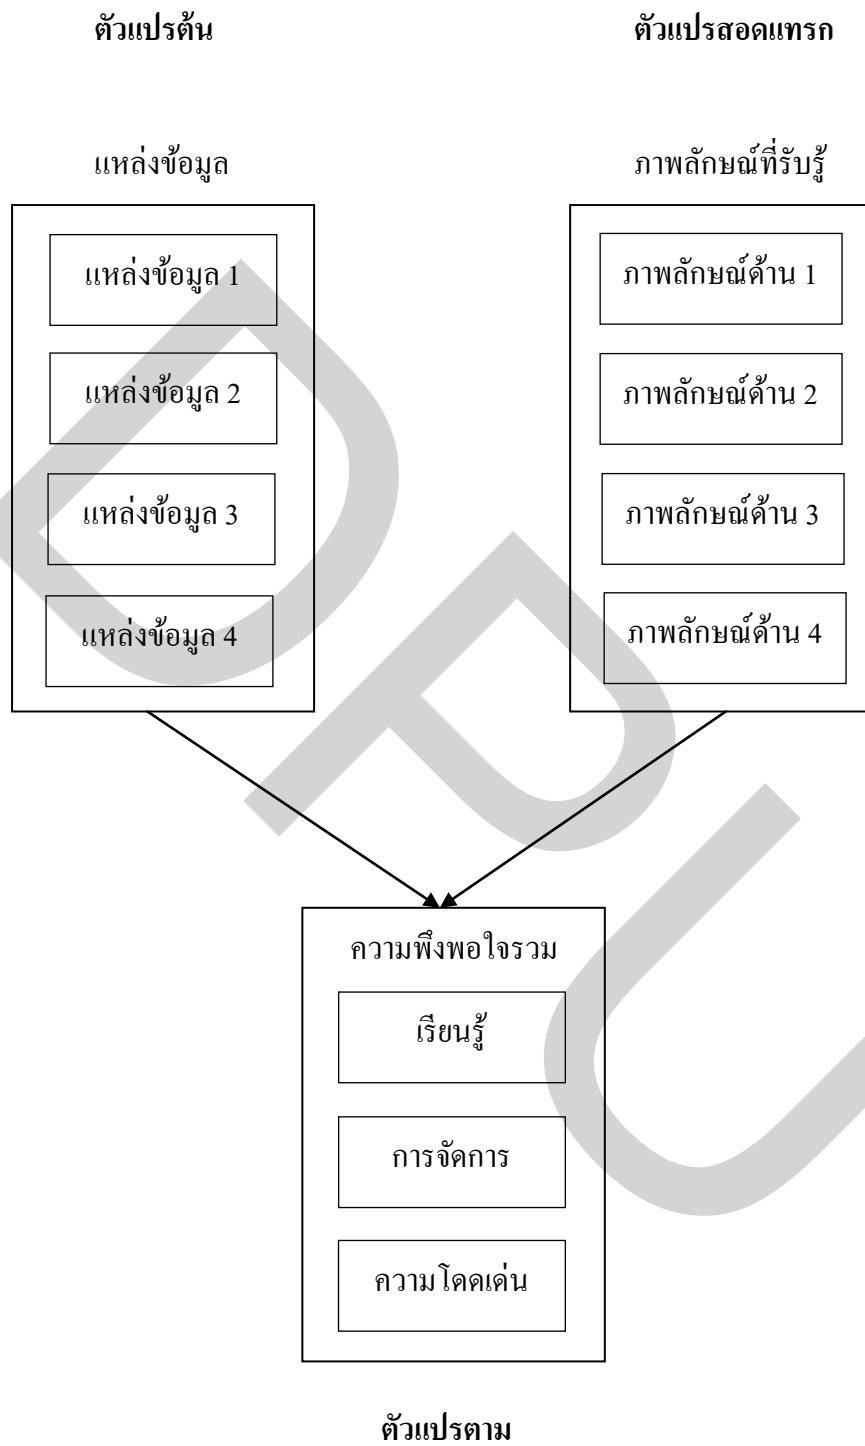 ตัวแปรต้น
ตัวแปรสอดแทรก
แหล่งข้อมูล
ภาพลักษณ์ที่รับรู้
แหล่งข้อมูล 1
ภาพลักษณ์ด้าน 1
แหล่งข้อมูล 2
ภาพลักษณ์ด้าน 2
แหล่งข้อมูล 3
ภาพลักษณ์ด้าน 3
แหล่งข้อมูล 4
ภาพลักษณ์ด้าน 4
DPU
ความพึงพอใจรวม
เรียนรู้
การจัดการ
ความโดดเด่น
ตัวแปรตาม